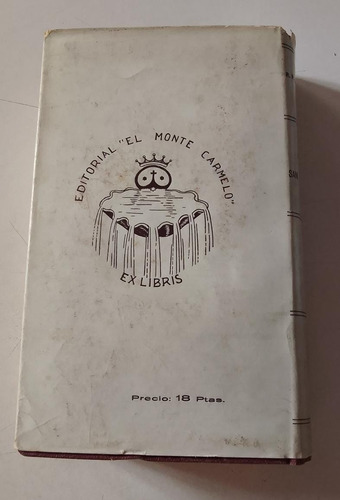 EDITORIAL "EL MONTE CARMELO"
EX LIBRIS
Precio: 18 Ptas.